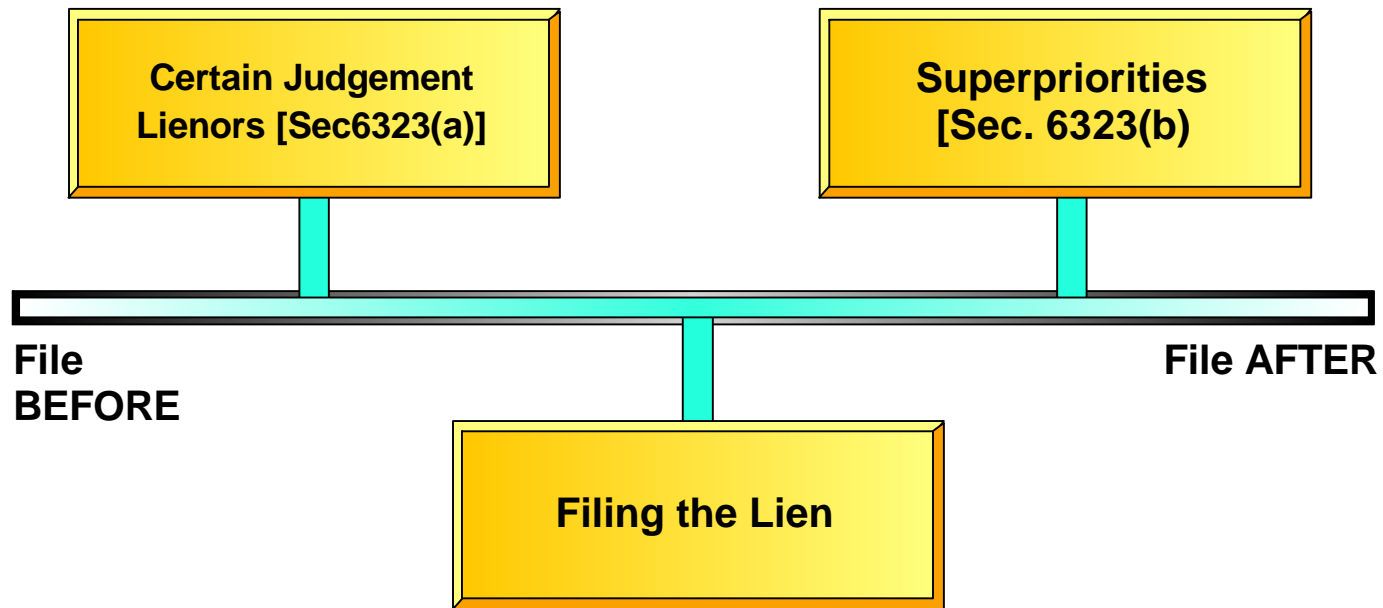 Certain Judgement
Lienors [Sec6323(a)]
Superpriorities
[Sec. 6323(b)
File
BEFORE
File AFTER
Filing the Lien